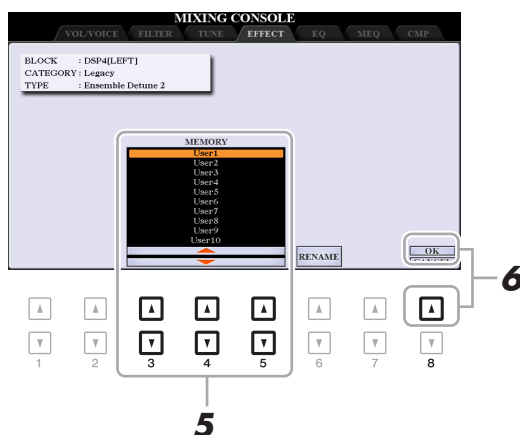 MIXING CONSOLE
VOL/VOICE FILTER TUNE EFFECT EQ MEQ CMP
BLOCK : DSP4[LEFT]
CATEGORY : Legacy
TYPE : Ensemble Detune 2
MEMORY
User1
User2
User3
User4
User5
User6
User7
User8
User9
User10
RENAME
OK
CANCEL
6
1 2 3 4 5 6 7 8
5